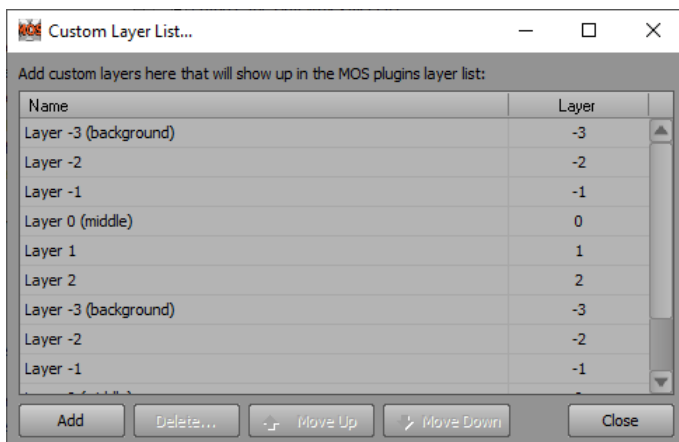 MOS Custom Layer List...
Add custom layers here that will show up in the MOS plugins layer list:
Name Layer
Layer -3 (background) -3
Layer -2 -2
Layer -1 -1
Layer 0 (middle) 0
Layer 1 1
Layer 2 2
Layer -3 (background) -3
Layer -2 -2
Layer -1 -1
Add Delete... Move Up Move Down Close